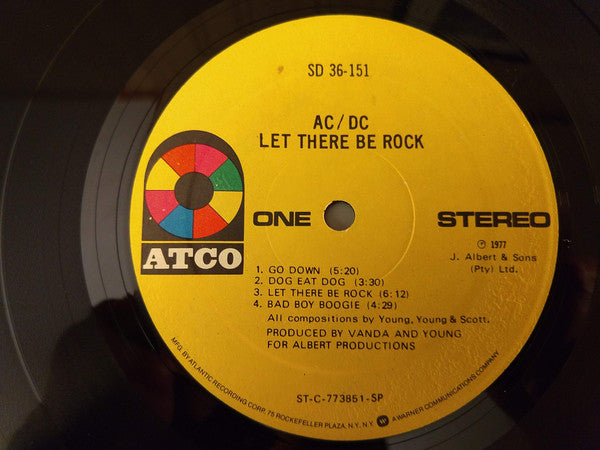 SD 36-151
AC/DC
LET THERE BE ROCK
ATCO
ONE
STEREO
℗ 1977
J. Albert & Sons
(Pty) Ltd.
1. GO DOWN (5:20)
2. DOG EAT DOG (3:30)
3. LET THERE BE ROCK (6:12)
4. BAD BOY BOOGIE (4:29)
All compositions by Young, Young & Scott.
PRODUCED BY VANDA AND YOUNG
FOR ALBERT PRODUCTIONS
ST-C-773851-SP
MFG. BY ATLANTIC RECORDING CORP. 75 ROCKEFELLER PLAZA, N.Y. N.Y. W A WARNER COMMUNICATIONS COMPANY